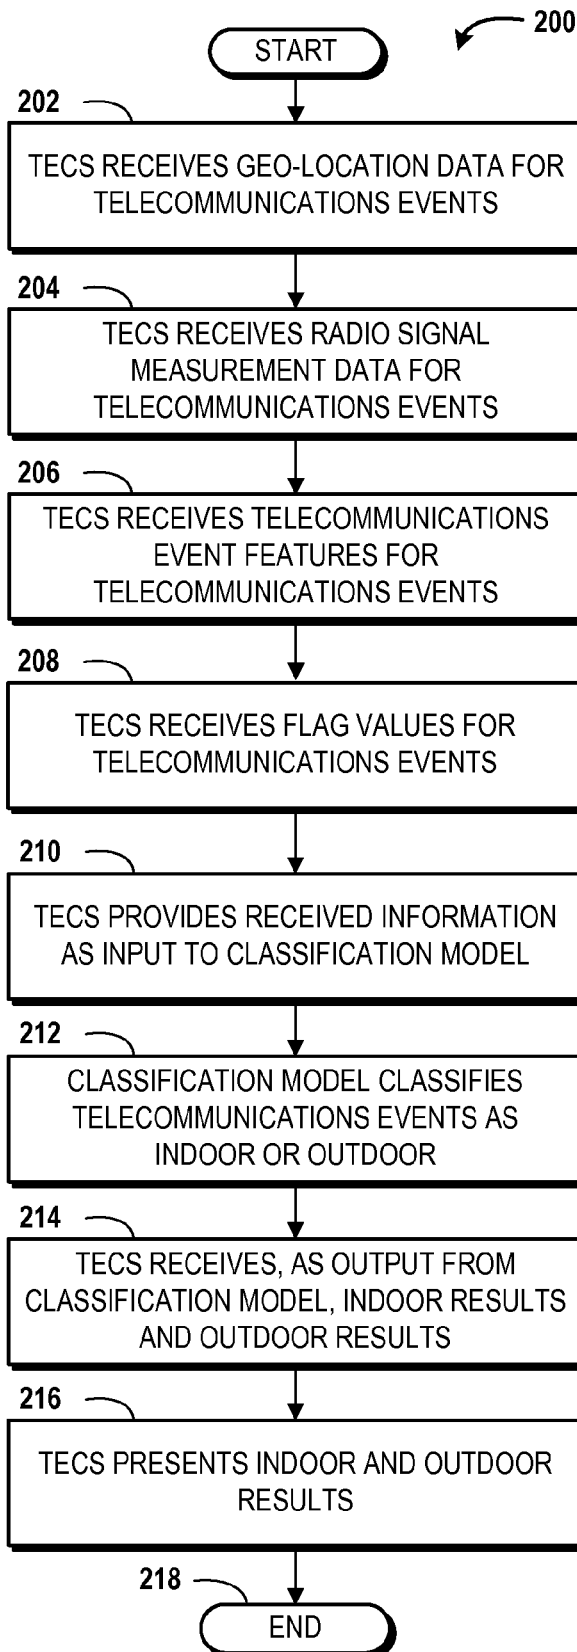 200
START
202
TECS RECEIVES GEO-LOCATION DATA FOR
TELECOMMUNICATIONS EVENTS
204
TECS RECEIVES RADIO SIGNAL
MEASUREMENT DATA FOR
TELECOMMUNICATIONS EVENTS
206
TECS RECEIVES TELECOMMUNICATIONS
EVENT FEATURES FOR
TELECOMMUNICATIONS EVENTS
208
TECS RECEIVES FLAG VALUES FOR
TELECOMMUNICATIONS EVENTS
210
TECS PROVIDES RECEIVED INFORMATION
AS INPUT TO CLASSIFICATION MODEL
212
CLASSIFICATION MODEL CLASSIFIES
TELECOMMUNICATIONS EVENTS AS
INDOOR OR OUTDOOR
214
TECS RECEIVES, AS OUTPUT FROM
CLASSIFICATION MODEL, INDOOR RESULTS
AND OUTDOOR RESULTS
216
TECS PRESENTS INDOOR AND OUTDOOR
RESULTS
218
END